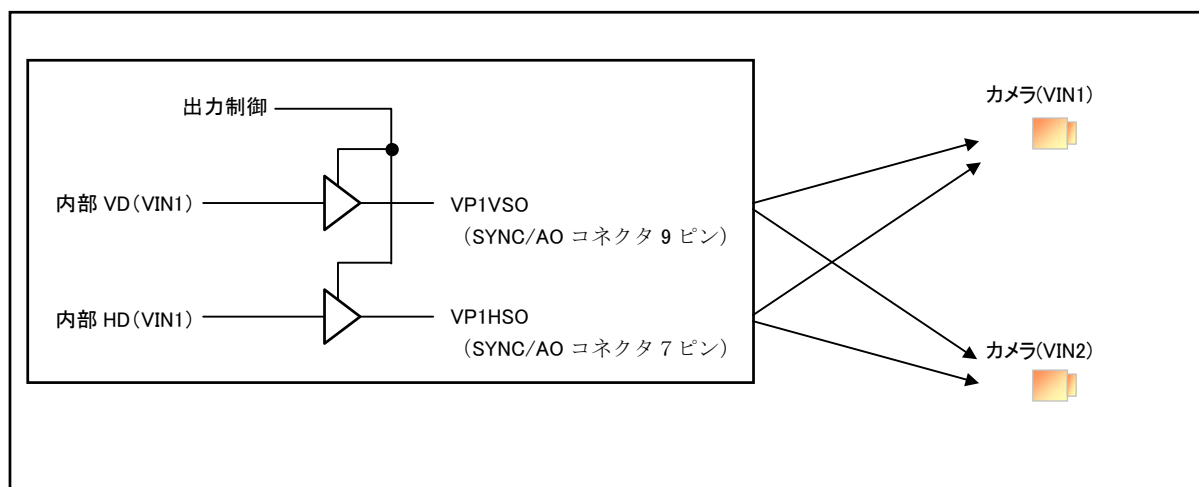 出力制御
カメラ(VIN1)
内部 VD(VIN1)
VP1VSO
(SYNC/AO コネクタ 9 ピン)
内部 HD(VIN1)
VP1HSO
(SYNC/AO コネクタ 7 ピン)
カメラ(VIN2)